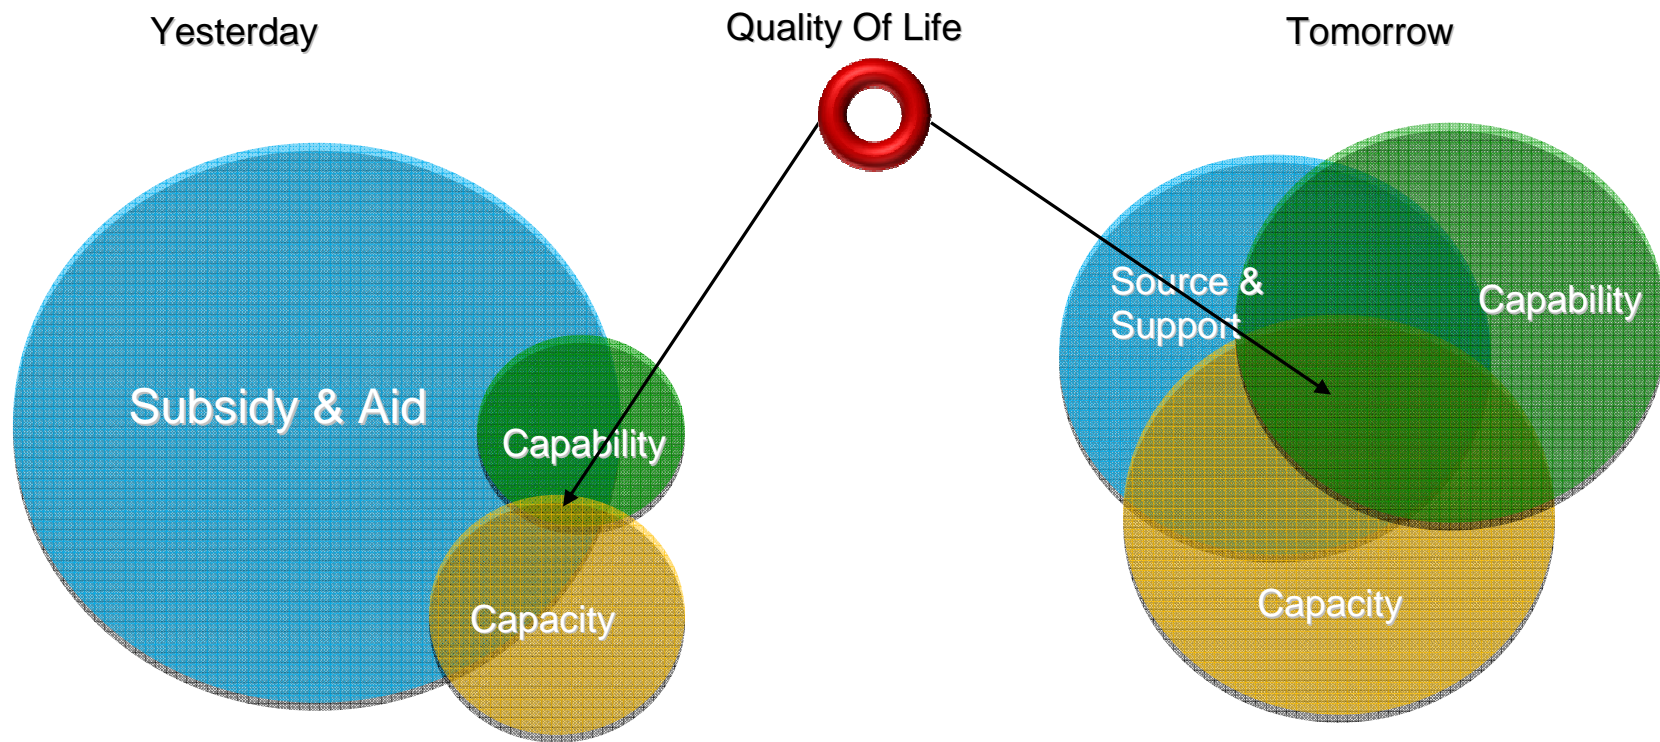 Yesterday
Quality Of Life
Tomorrow
Subsidy & Aid
Capability
Capacity
Source &
Support
Capability
Capacity